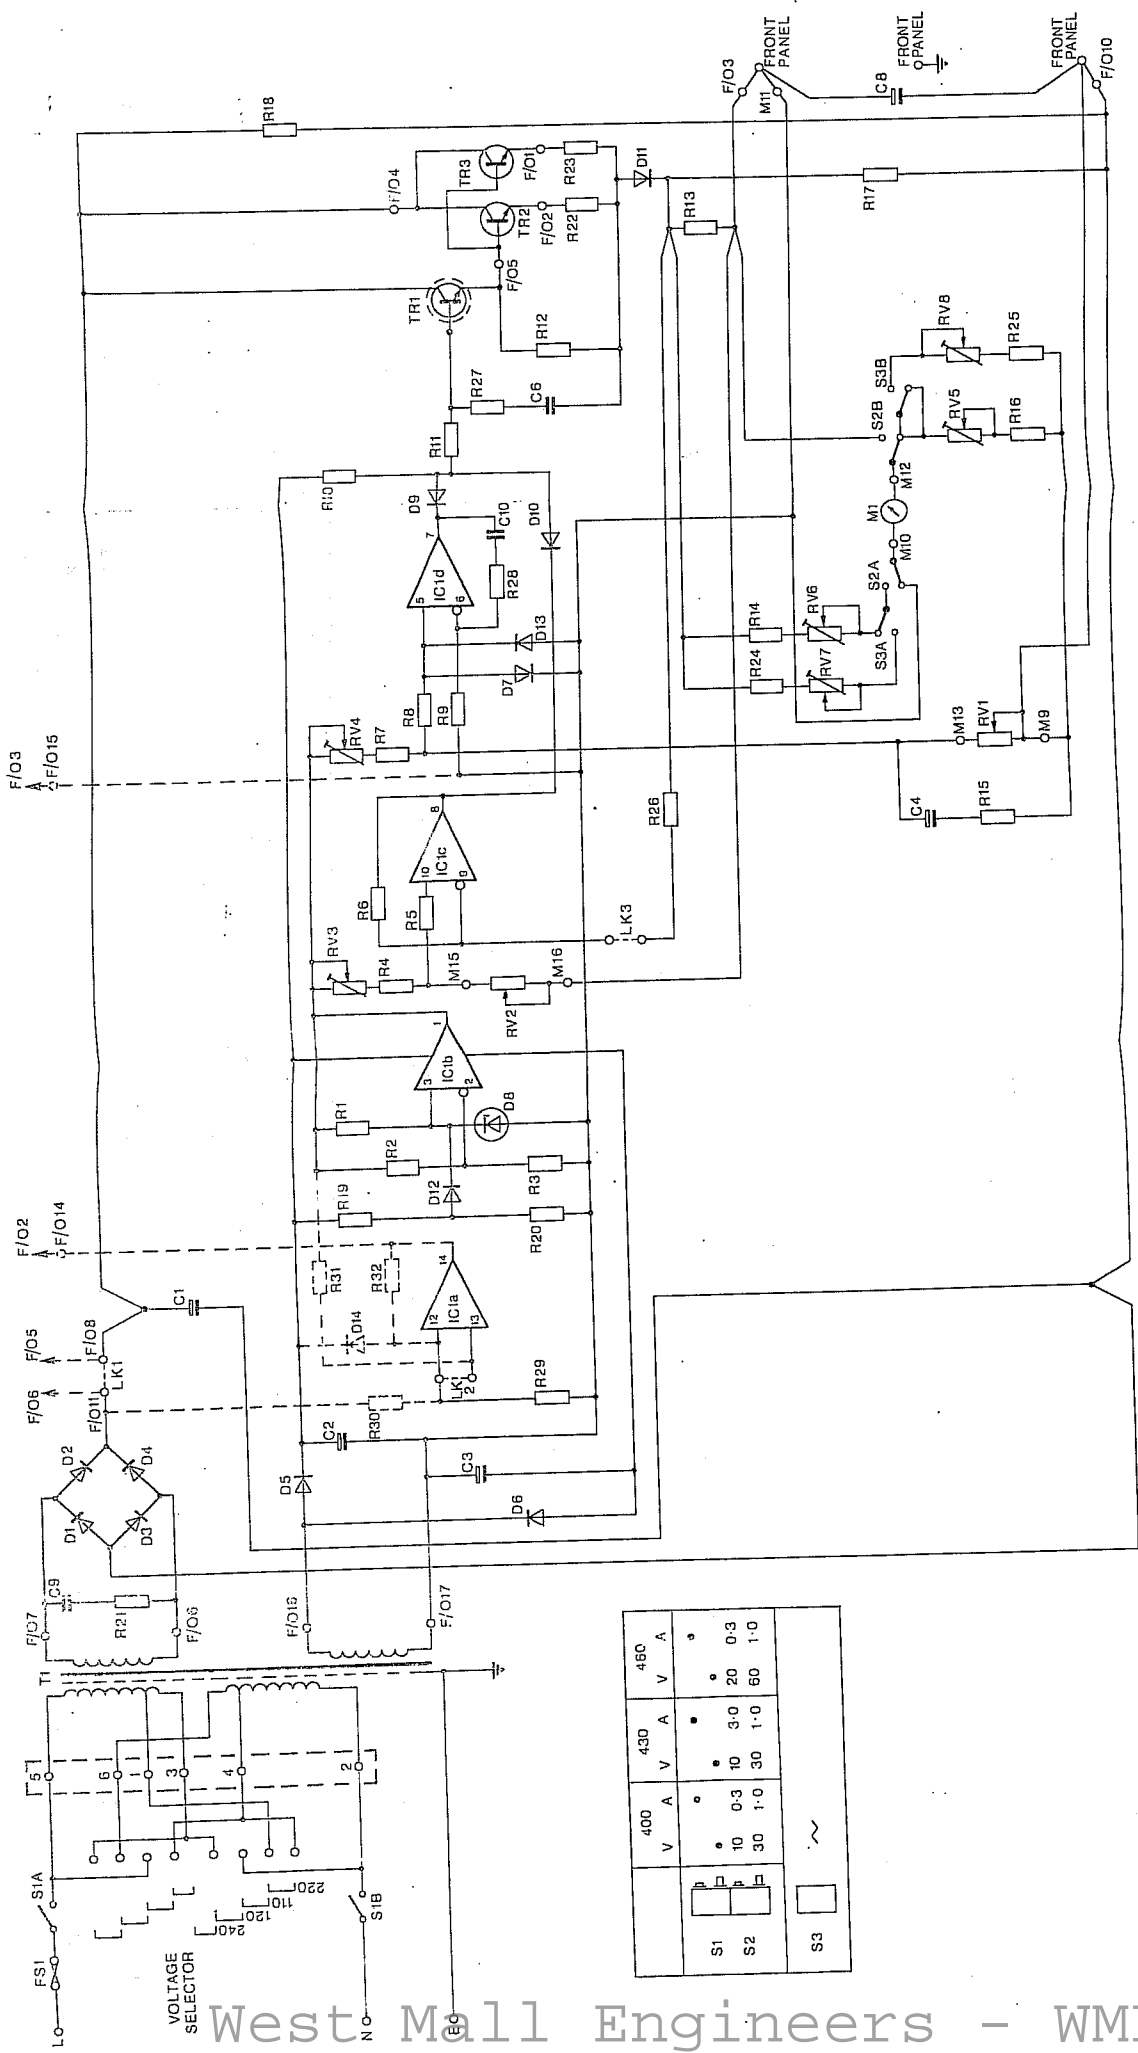 F/O3
F/O15
F/O2
F/O14
F/O5
F/O8
F/O6
F/O11
LK1
L
FS1
S1A
VOLTAGE
SELECTOR
240
120
110
220
N
S1B
E
5
6
1
3
4
2
T1
F/O7
C9
R21
F/O6
F/O16
F/O17
D1
D2
D3
D4
C1
D5
D6
C2
C3
R30
R29
LK
2
D14
R31
R32
12
13
14
IC1a
R19
R20
D12
R2
R3
R1
D8
3
2
1
IC1b
RV3
R4
M15
RV2
M16
R6
R5
10
9
8
IC1c
LK3
R26
RV4
R7
R8
R9
D7
D13
5
6
7
IC1d
R28
C10
D9
D10
R10
R11
R27
C6
R12
TR1
F/O5
TR2
F/O2
R22
TR3
F/O1
R23
F/O4
R18
D11
R13
R17
F/O3
FRONT
PANEL
M11
C8
FRONT
PANEL
FRONT
PANEL
F/O10
R24
R14
RV7
RV6
S3A
S2A
M10
M1
M12
S2B
S3B
RV5
RV8
R16
R25
C4
R15
M13
RV1
M9
400 430 460
V A V A V A
S1
S2
10 0·3 10 3·0 20 0·3
30 1·0 30 1·0 60 1·0
S3 ~
West Mall Engineers - WM